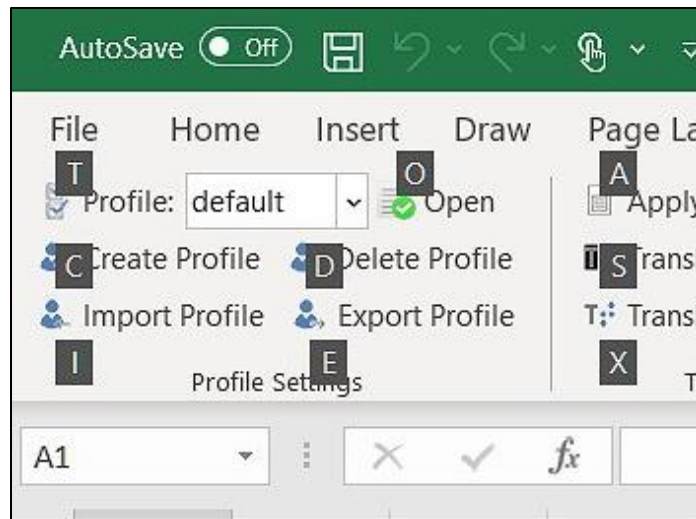 AutoSave Off
File Home Insert Draw Page La
T O A
Profile: default Open Apply
C Create Profile D Delete Profile S Trans
Import Profile Export Profile T Trans
I E X
Profile Settings T
A1 fx